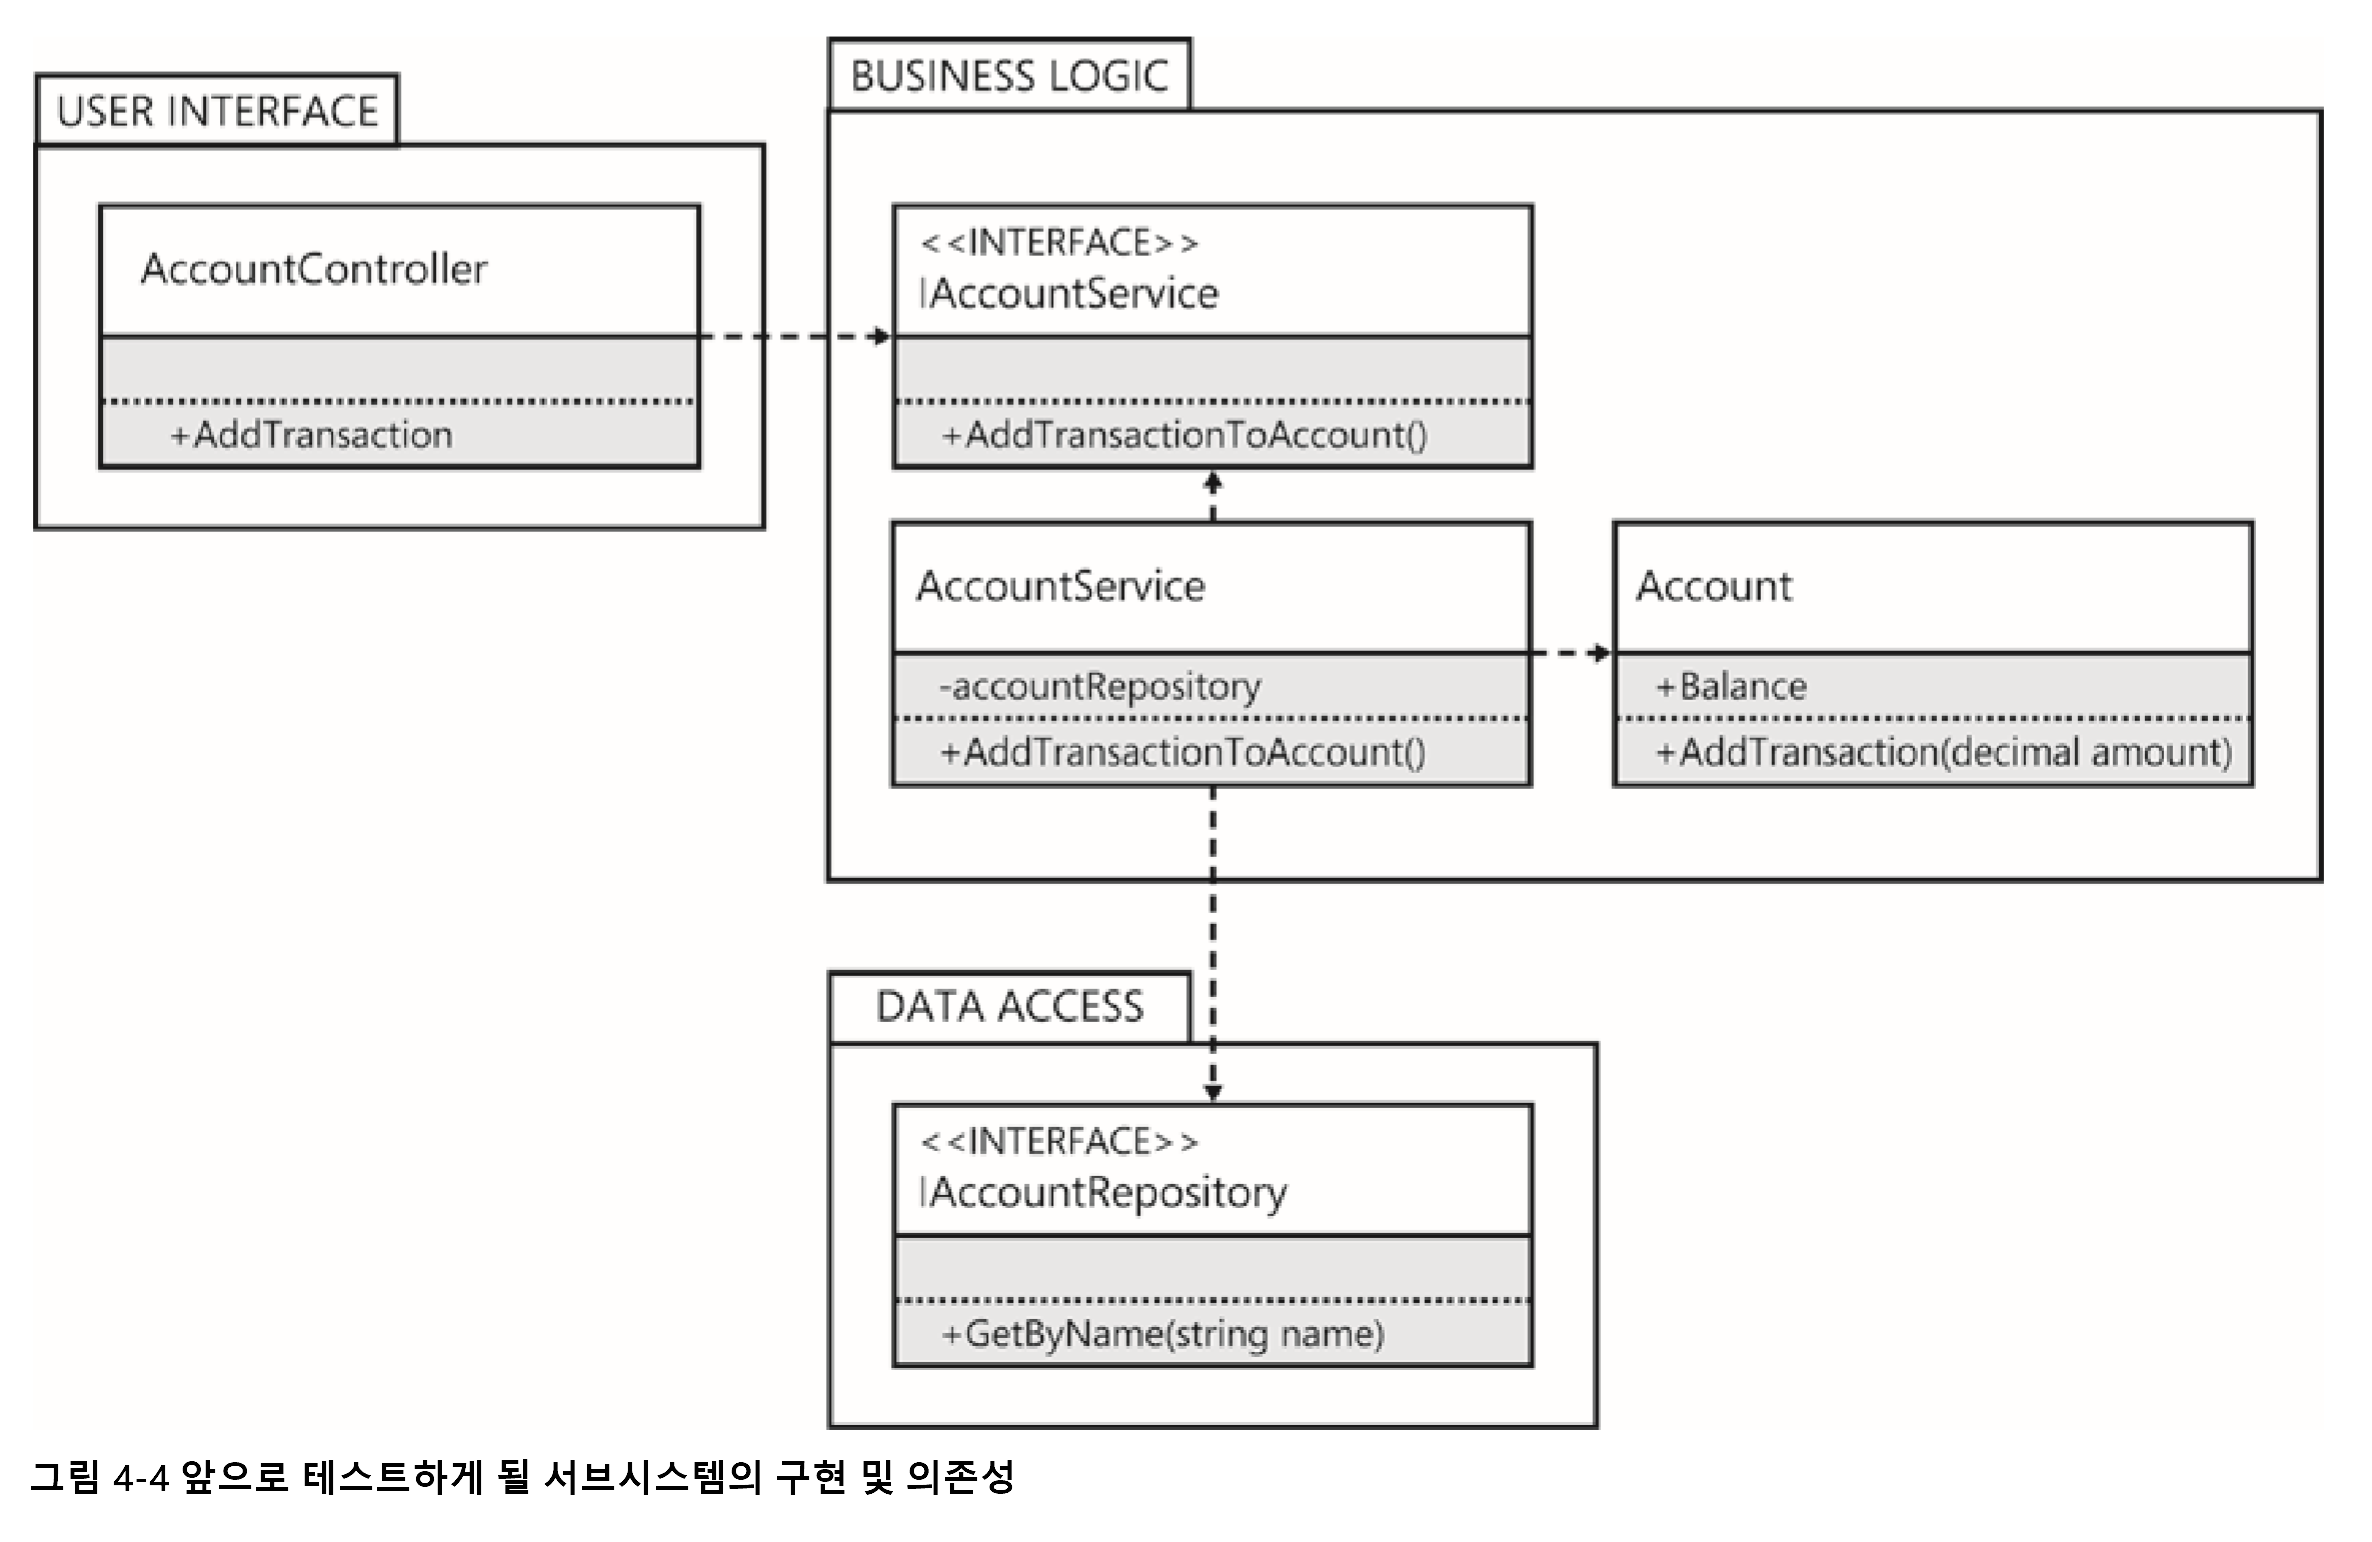 USER INTERFACE
AccountController
+AddTransaction
BUSINESS LOGIC
<<INTERFACE>>
IAccountService
+AddTransactionToAccount()
AccountService
-accountRepository
+AddTransactionToAccount()
Account
+Balance
+AddTransaction(decimal amount)
DATA ACCESS
<<INTERFACE>>
IAccountRepository
+GetByName(string name)
그림 4-4 앞으로 테스트하게 될 서브시스템의 구현 및 의존성